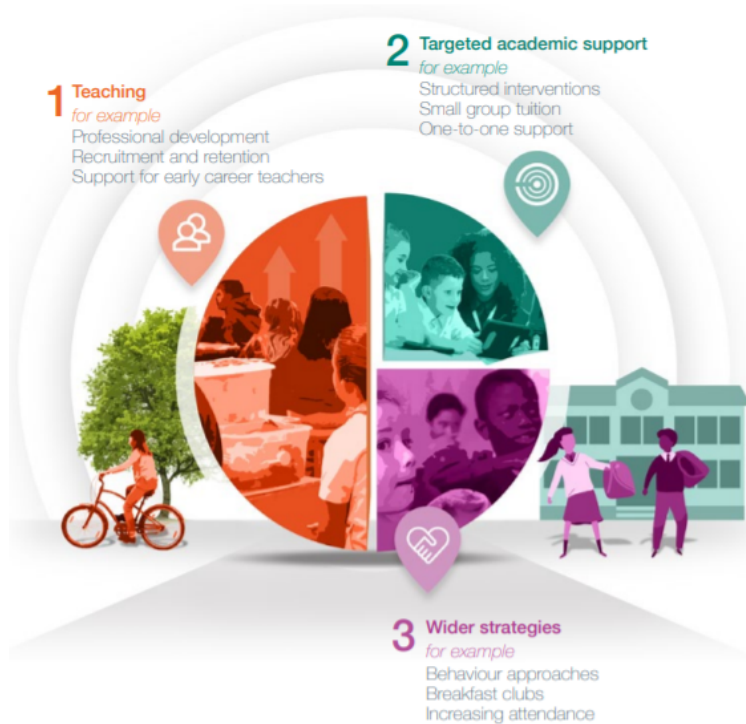 1 Teaching
for example
Professional development
Recruitment and retention
Support for early career teachers
2 Targeted academic support
for example
Structured interventions
Small group tuition
One-to-one support
3 Wider strategies
for example
Behaviour approaches
Breakfast clubs
Increasing attendance